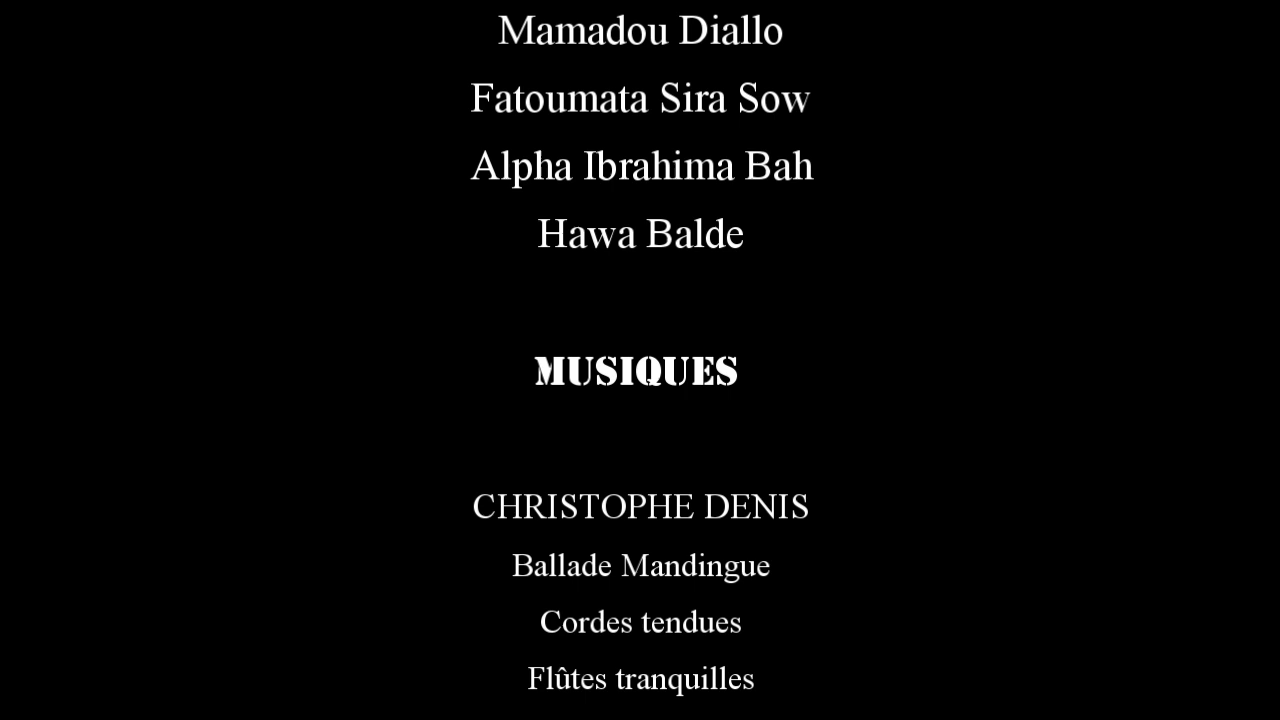 Mamadou Diallo
Fatoumata Sira Sow
Alpha Ibrahima Bah
Hawa Balde
MUSIQUES
CHRISTOPHE DENIS
Ballade Mandingue
Cordes tendues
Flûtes tranquilles